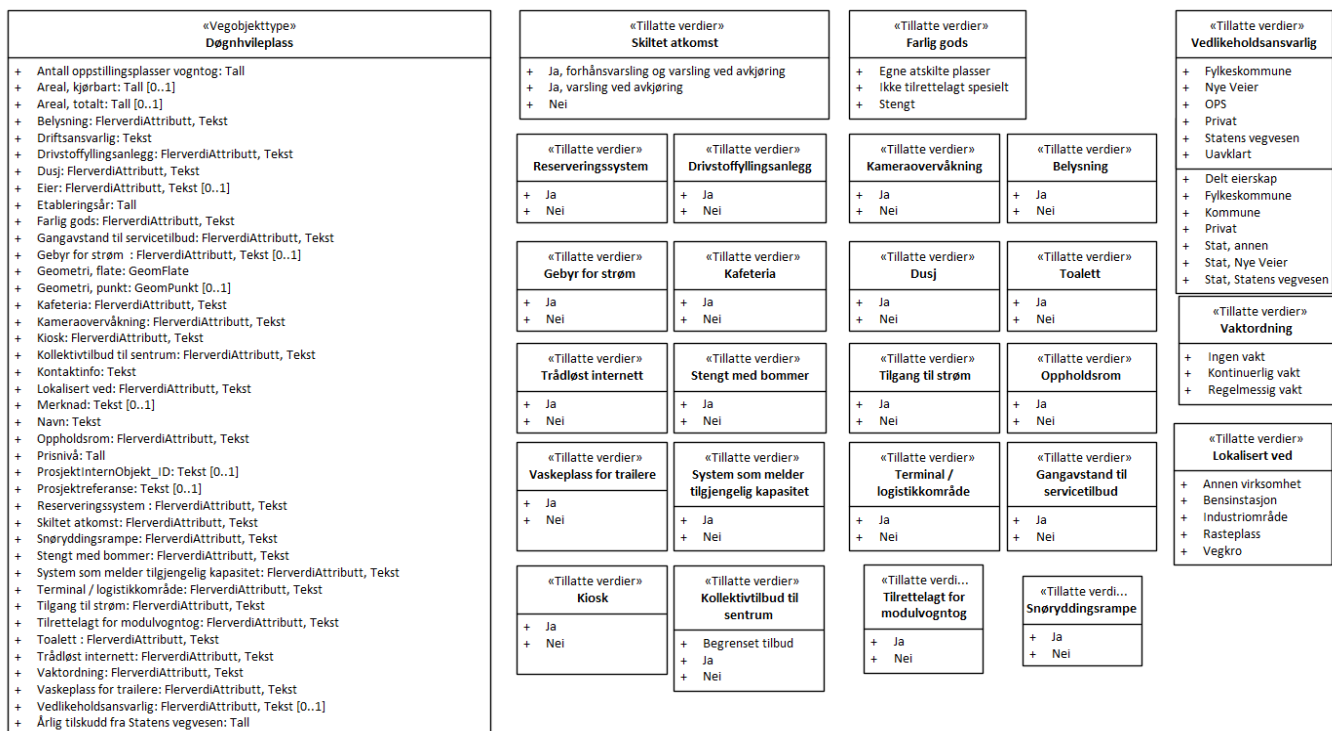 «Vegobjekttype»
Døgnhvileplass
+ Antall oppstillingsplasser vogntog: Tall
+ Areal, kjørbart: Tall [0..1]
+ Areal, totalt: Tall [0..1]
+ Belysning: FlerverdiAttributt, Tekst
+ Driftsansvarlig: Tekst
+ Drivstoffyllingsanlegg: FlerverdiAttributt, Tekst
+ Dusj: FlerverdiAttributt, Tekst
+ Eier: FlerverdiAttributt, Tekst [0..1]
+ Etableringsår: Tall
+ Farlig gods: FlerverdiAttributt, Tekst
+ Gangavstand til servicetilbud: FlerverdiAttributt, Tekst
+ Gebyr for strøm : FlerverdiAttributt, Tekst [0..1]
+ Geometri, flate: GeomFlate
+ Geometri, punkt: GeomPunkt [0..1]
+ Kafeteria: FlerverdiAttributt, Tekst
+ Kameraovervåkning: FlerverdiAttributt, Tekst
+ Kiosk: FlerverdiAttributt, Tekst
+ Kollektivtilbud til sentrum: FlerverdiAttributt, Tekst
+ Kontaktinfo: Tekst
+ Lokalisert ved: FlerverdiAttributt, Tekst
+ Merknad: Tekst [0..1]
+ Navn: Tekst
+ Oppholdsrom: FlerverdiAttributt, Tekst
+ Prisnivå: Tall
+ ProsjektInternObjekt_ID: Tekst [0..1]
+ Prosjektreferanse: Tekst [0..1]
+ Reserveringssystem : FlerverdiAttributt, Tekst
+ Skiltet atkomst: FlerverdiAttributt, Tekst
+ Snøryddingsrampe: FlerverdiAttributt, Tekst
+ Stengt med bommer: FlerverdiAttributt, Tekst
+ System som melder tilgjengelig kapasitet: FlerverdiAttributt, Tekst
+ Terminal / logistikkområde: FlerverdiAttributt, Tekst
+ Tilgang til strøm: FlerverdiAttributt, Tekst
+ Tilrettelagt for modulvogntog: FlerverdiAttributt, Tekst
+ Toalett : FlerverdiAttributt, Tekst
+ Trådløst internett: FlerverdiAttributt, Tekst
+ Vaktordning: FlerverdiAttributt, Tekst
+ Vaskeplass for trailere: FlerverdiAttributt, Tekst
+ Vedlikeholdsansvarlig: FlerverdiAttributt, Tekst [0..1]
+ Årlig tilskudd fra Statens vegvesen: Tall
«Tillatte verdier»
Skiltet atkomst
+ Ja, forhånsvarsling og varsling ved avkjøring
+ Ja, varsling ved avkjøring
+ Nei
«Tillatte verdier»
Farlig gods
+ Egne atskilte plasser
+ Ikke tilrettelagt spesielt
+ Stengt
«Tillatte verdier»
Vedlikeholdsansvarlig
+ Fylkeskommune
+ Nye Veier
+ OPS
+ Privat
+ Statens vegvesen
+ Uavklart
+ Delt eierskap
+ Fylkeskommune
+ Kommune
+ Privat
+ Stat, annen
+ Stat, Nye Veier
+ Stat, Statens vegvesen
«Tillatte verdier»
Reserveringssystem
+ Ja
+ Nei
«Tillatte verdier»
Drivstoffyllingsanlegg
+ Ja
+ Nei
«Tillatte verdier»
Kameraovervåkning
+ Ja
+ Nei
«Tillatte verdier»
Belysning
+ Ja
+ Nei
«Tillatte verdier»
Gebyr for strøm
+ Ja
+ Nei
«Tillatte verdier»
Kafeteria
+ Ja
+ Nei
«Tillatte verdier»
Dusj
+ Ja
+ Nei
«Tillatte verdier»
Toalett
+ Ja
+ Nei
«Tillatte verdier»
Vaktordning
+ Ingen vakt
+ Kontinuerlig vakt
+ Regelmessig vakt
«Tillatte verdier»
Trådløst internett
+ Ja
+ Nei
«Tillatte verdier»
Stengt med bommer
+ Ja
+ Nei
«Tillatte verdier»
Tilgang til strøm
+ Ja
+ Nei
«Tillatte verdier»
Oppholdsrom
+ Ja
+ Nei
«Tillatte verdier»
Lokalisert ved
+ Annen virksomhet
+ Bensinstasjon
+ Industriområde
+ Rasteplass
+ Vegkro
«Tillatte verdier»
Vaskeplass for trailere
+ Ja
+ Nei
«Tillatte verdier»
System som melder
tilgjengelig kapasitet
+ Ja
+ Nei
«Tillatte verdier»
Terminal /
logistikkområde
+ Ja
+ Nei
«Tillatte verdier»
Gangavstand til
servicetilbud
+ Ja
+ Nei
«Tillatte verdier»
Kiosk
+ Ja
+ Nei
«Tillatte verdier»
Kollektivtilbud til
sentrum
+ Begrenset tilbud
+ Ja
+ Nei
«Tillatte verdi...
Tilrettelagt for
modulvogntog
+ Ja
+ Nei
«Tillatte verdi...
Snøryddingsrampe
+ Ja
+ Nei